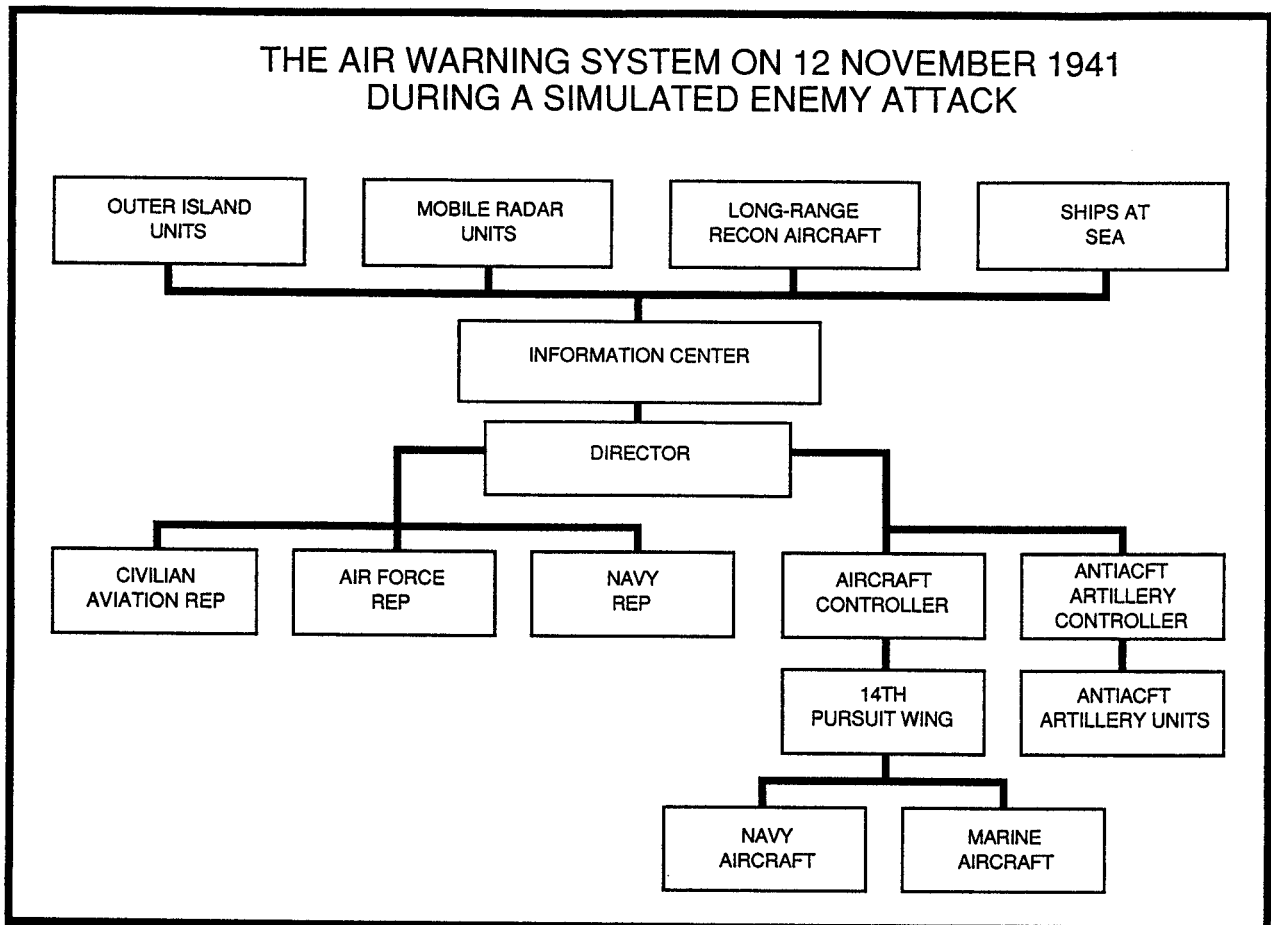 THE AIR WARNING SYSTEM ON 12 NOVEMBER 1941
DURING A SIMULATED ENEMY ATTACK
OUTER ISLAND
UNITS
MOBILE RADAR
UNITS
LONG-RANGE
RECON AIRCRAFT
SHIPS AT
SEA
INFORMATION CENTER
DIRECTOR
CIVILIAN
AVIATION REP
AIR FORCE
REP
NAVY
REP
AIRCRAFT
CONTROLLER
ANTIACFT
ARTILLERY
CONTROLLER
14TH
PURSUIT WING
ANTIACFT
ARTILLERY UNITS
NAVY
AIRCRAFT
MARINE
AIRCRAFT